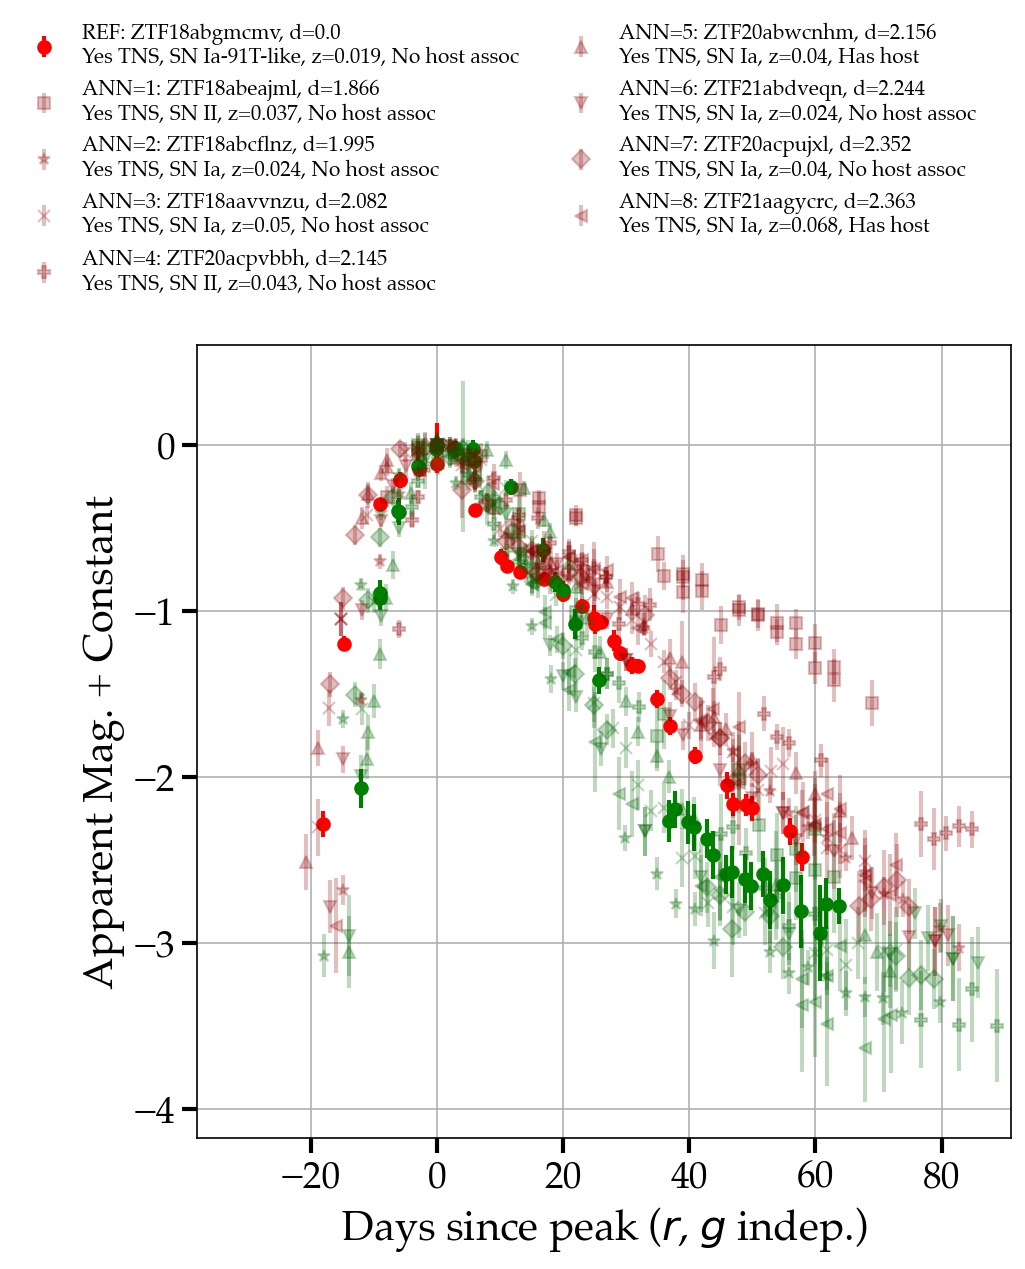 REF: ZTF18abgmcmv, d=0.0
Yes TNS, SN Ia-91T-like, z=0.019, No host assoc
ANN=1: ZTF18abeajml, d=1.866
Yes TNS, SN II, z=0.037, No host assoc
ANN=2: ZTF18abcflnz, d=1.995
Yes TNS, SN Ia, z=0.024, No host assoc
ANN=3: ZTF18aavvnzu, d=2.082
Yes TNS, SN Ia, z=0.05, No host assoc
ANN=4: ZTF20acpvbbh, d=2.145
Yes TNS, SN II, z=0.043, No host assoc
ANN=5: ZTF20abwcnhm, d=2.156
Yes TNS, SN Ia, z=0.04, Has host
ANN=6: ZTF21abdveqn, d=2.244
Yes TNS, SN Ia, z=0.024, No host assoc
ANN=7: ZTF20acpujxl, d=2.352
Yes TNS, SN Ia, z=0.04, No host assoc
ANN=8: ZTF21aagycrc, d=2.363
Yes TNS, SN Ia, z=0.068, Has host
Apparent Mag. + Constant
0
−1
−2
−3
−4
−20 0 20 40 60 80
Days since peak (r, g indep.)